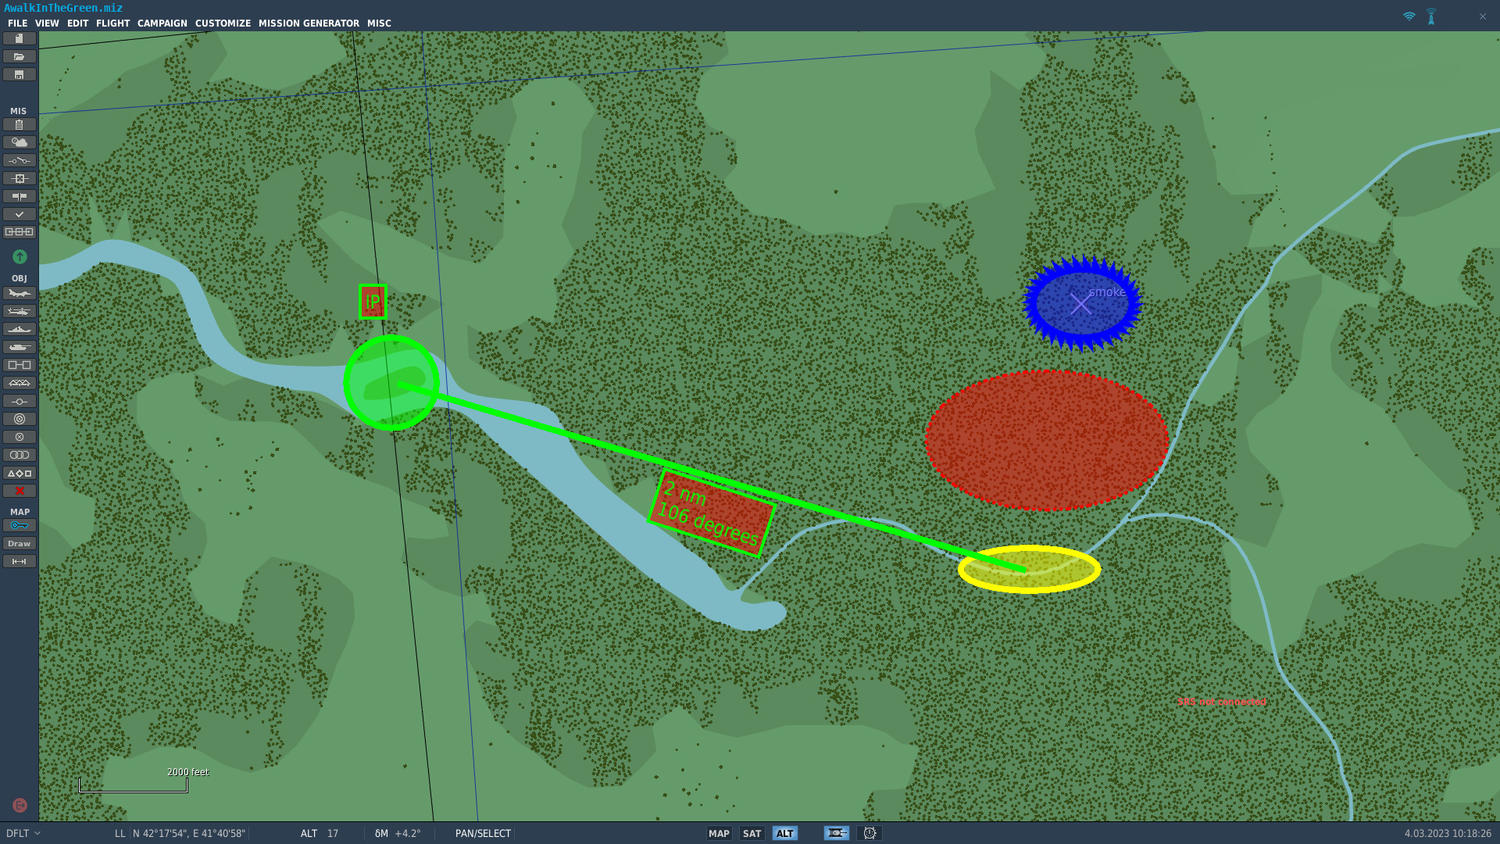 AwalkInTheGreen.miz
FILE VIEW EDIT FLIGHT CAMPAIGN CUSTOMIZE MISSION GENERATOR MISC
MIS
OBJ
MAP
Draw
IP
smoke
2 nm
106 degrees
SRS not connected
2000 feet
DFLT LL N 42°17'54", E 41°40'58" ALT 17 δM +4.2° PAN/SELECT MAP SAT ALT 4.03.2023 10:18:26